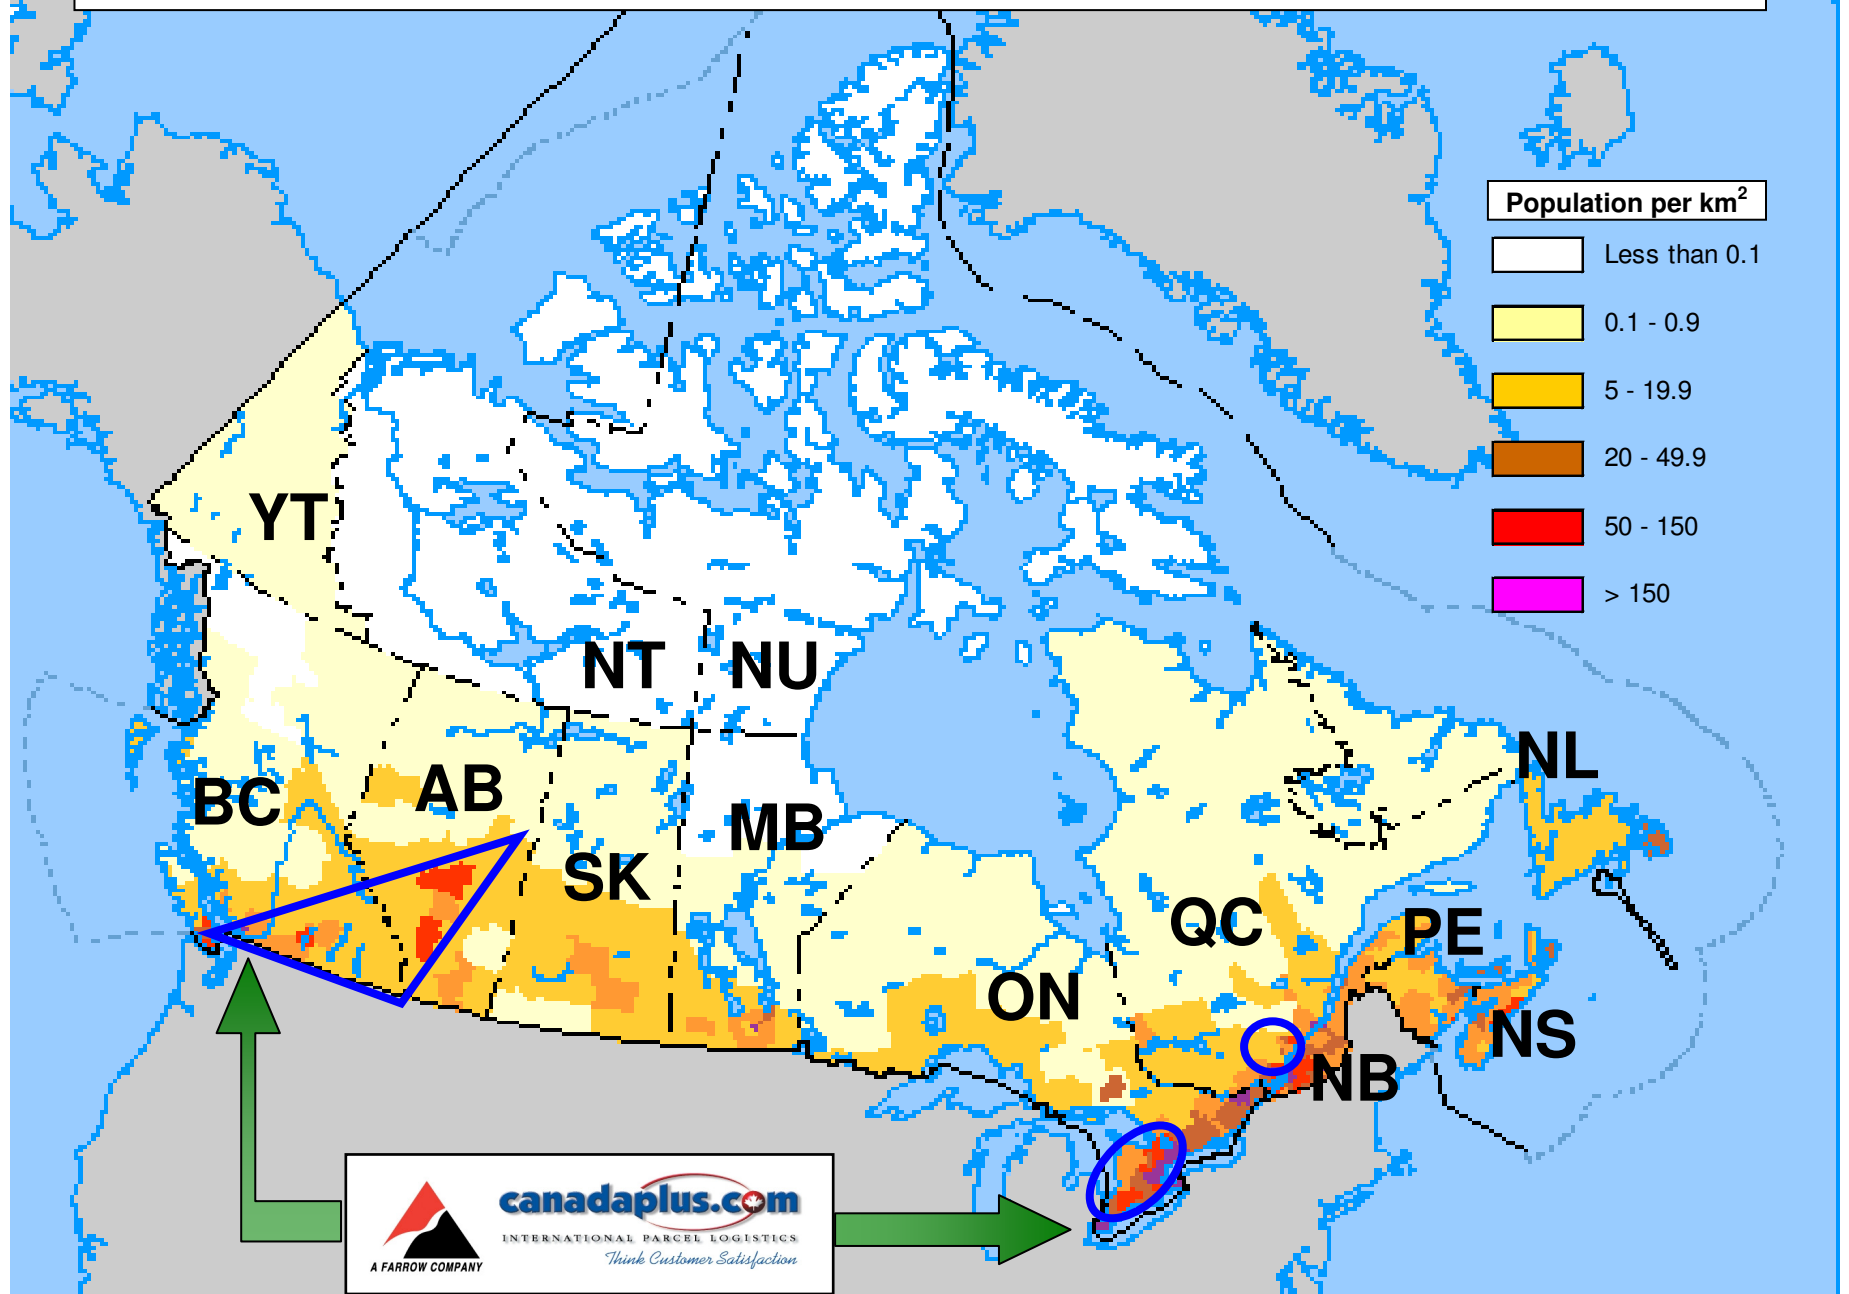 Population per km2
Less than 0.1
0.1 - 0.9
5 - 19.9
20 - 49.9
50 - 150
> 150
YT
NT
NU
BC
AB
SK
MB
ON
QC
NL
PE
NS
NB
canadaplus.com
INTERNATIONAL PARCEL LOGISTICS
Think Customer Satisfaction
A FARROW COMPANY